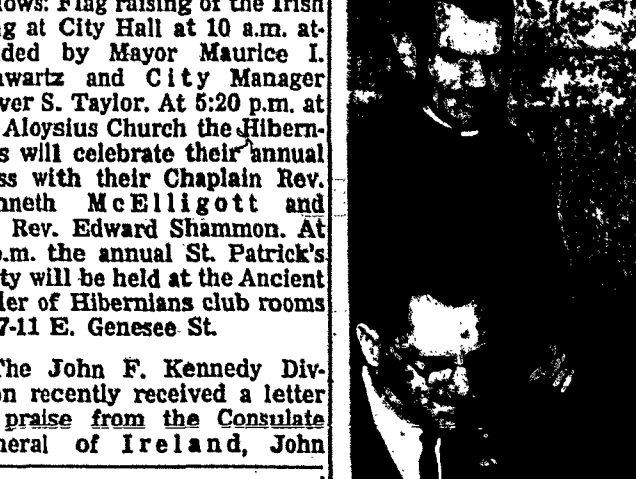 lows: Flag raising of the Irish
g at City Hall at 10 a.m. at-
ded by Mayor Maurice I.
hwartz and City Manager
ver S. Taylor. At 5:20 p.m. at
Aloysius Church the Hibern-
s will celebrate their annual
ss with their Chaplain Rev.
nneth McElligott and
Rev. Edward Shammon. At
p.m. the annual St. Patrick's
ty will be held at the Ancient
ler of Hibernians club rooms
7-11 E. Genesee St.
The John F. Kennedy Div-
on recently received a letter
praise from the Consulate
neral of Ireland, John